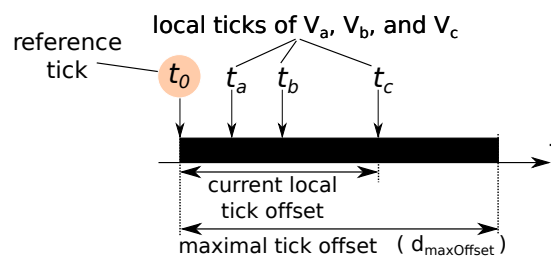 local ticks of Va, Vb, and Vc
reference
tick
t0
ta
tb
tc
current local
tick offset
maximal tick offset ( dmaxOffset)